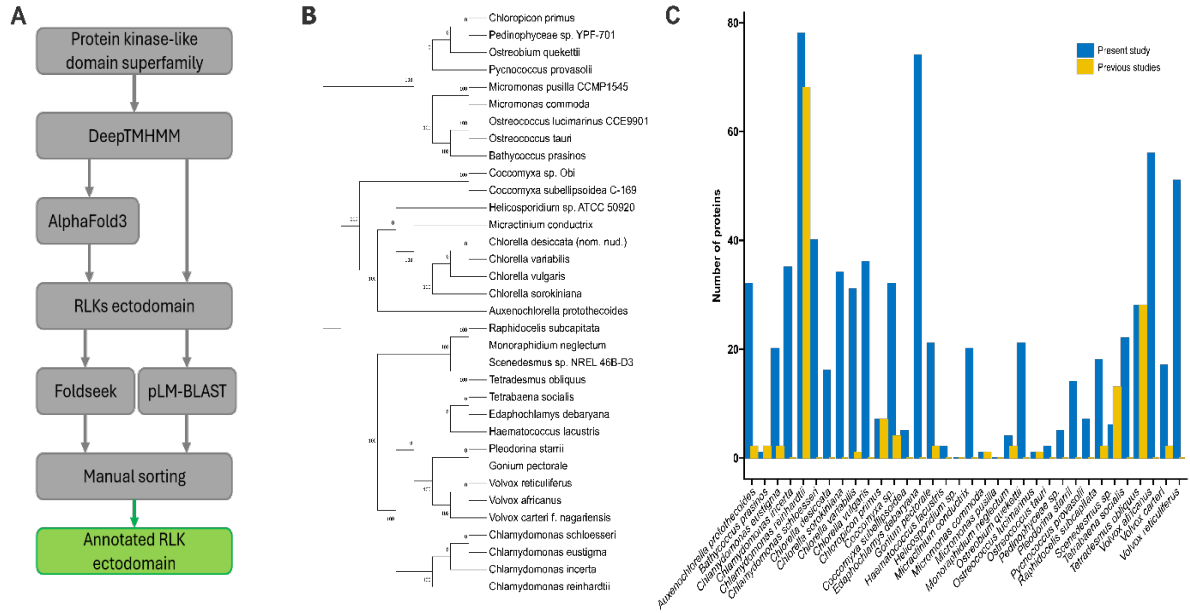 A
Protein kinase-like
domain superfamily
DeepTMHMM
AlphaFold3
RLKs ectodomain
Foldseek
pLM-BLAST
Manual sorting
Annotated RLK
ectodomain
B
Chloropicon primus
Pedinophyceae sp. YPF-701
Ostreobium quekettii
Pycnococcus provasolii
Micromonas pusilla CCMP1545
Micromonas commoda
Ostreococcus lucimarinus CCE9901
Ostreococcus tauri
Bathycoccus prasinos
Coccomyxa sp. Obi
Coccomyxa subellipsoidea C-169
Helicosporidium sp. ATCC 50920
Micractinium conductrix
Chlorella desiccata (nom. nud.)
Chlorella variabilis
Chlorella vulgaris
Chlorella sorokiniana
Auxenochlorella protothecoides
Raphidocelis subcapitata
Monoraphidium neglectum
Scenedesmus sp. NREL 46B-D3
Tetradesmus obliquus
Tetrabaena socialis
Edaphochlamys debaryana
Haematococcus lacustris
Pleodorina starrii
Gonium pectorale
Volvox reticuliferus
Volvox africanus
Volvox carteri f. nagariensis
Chlamydomonas schloesseri
Chlamydomonas eustigma
Chlamydomonas incerta
Chlamydomonas reinhardtii
C
Present study
Previous studies
Number of proteins
80
60
40
20
0
Auxenochlorella protothecoides
Bathycoccus prasinos
Chlamydomonas eustigma
Chlamydomonas incerta
Chlamydomonas reinhardtii
Chlamydomonas schloesseri
Chlorella desiccata
Chlorella sorokiniana
Chlorella variabilis
Chlorella vulgaris
Chloropicon primus
Coccomyxa sp.
Coccomyxa subellipsoidea
Edaphochlamys debaryana
Gonium pectorale
Haematococcus lacustris
Helicosporidium sp.
Micractinium conductrix
Micromonas commoda
Micromonas pusilla
Monoraphidium neglectum
Ostreobium quekettii
Ostreococcus lucimarinus
Ostreococcus tauri
Pedinophyceae sp.
Pleodorina starrii
Pycnococcus provasolii
Raphidocelis subcapitata
Scenedesmus sp.
Tetrabaena socialis
Tetradesmus obliquus
Volvox africanus
Volvox carteri
Volvox reticuliferus